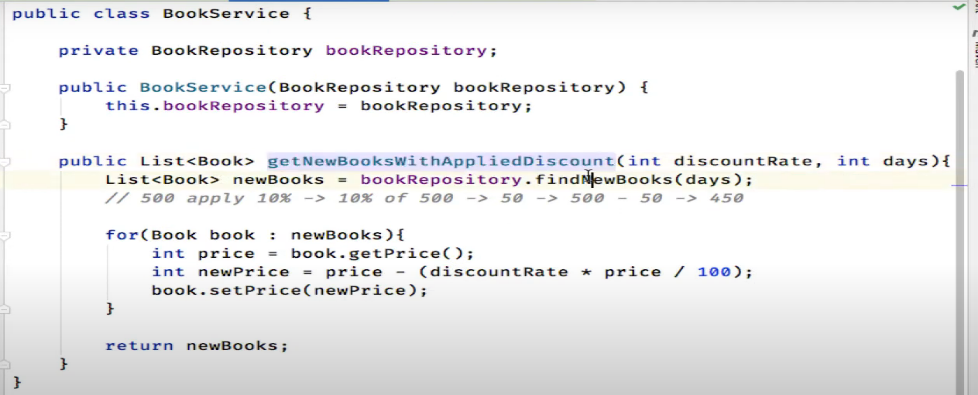 public class BookService {
private BookRepository bookRepository;
public BookService(BookRepository bookRepository) {
this.bookRepository = bookRepository;
}
public List<Book> getNewBooksWithAppliedDiscount(int discountRate, int days){
List<Book> newBooks = bookRepository.findNewBooks(days);
// 500 apply 10% -> 10% of 500 -> 50 -> 500 - 50 -> 450
for(Book book : newBooks){
int price = book.getPrice();
int newPrice = price - (discountRate * price / 100);
book.setPrice(newPrice);
}
return newBooks;
}
}